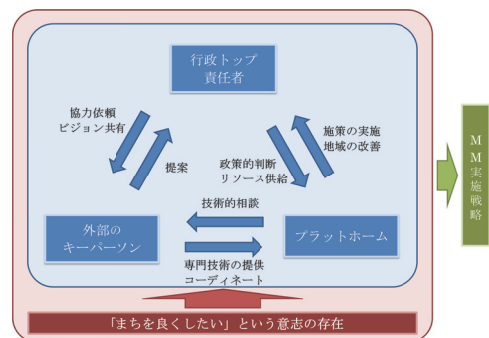 行政トップ
責任者
協力依頼
ビジョン共有
提案
施策の実施
地域の改善
政策的判断
リソース供給
技術的相談
外部の
キーパーソン
プラットホーム
専門技術の提供
コーディネート
「まちを良くしたい」という意志の存在
ＭＭ実施戦略